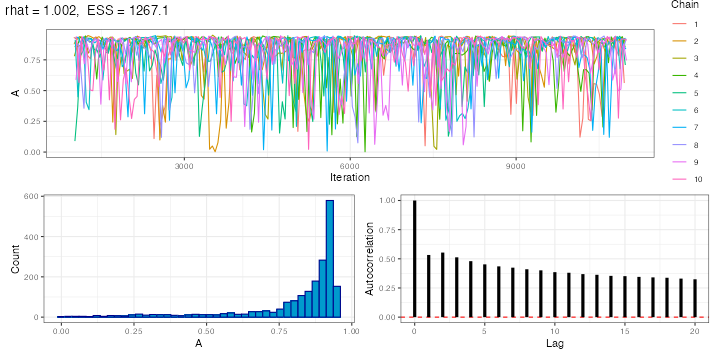 rhat = 1.002,  ESS = 1267.1
Chain
1
2
3
4
5
6
7
8
9
10
A
0.75
0.50
0.25
0.00
3000 6000 9000
Iteration
Count
600
400
200
0
0.00 0.25 0.50 0.75 1.00
A
Autocorrelation
1.00
0.75
0.50
0.25
0.00
0 5 10 15 20
Lag